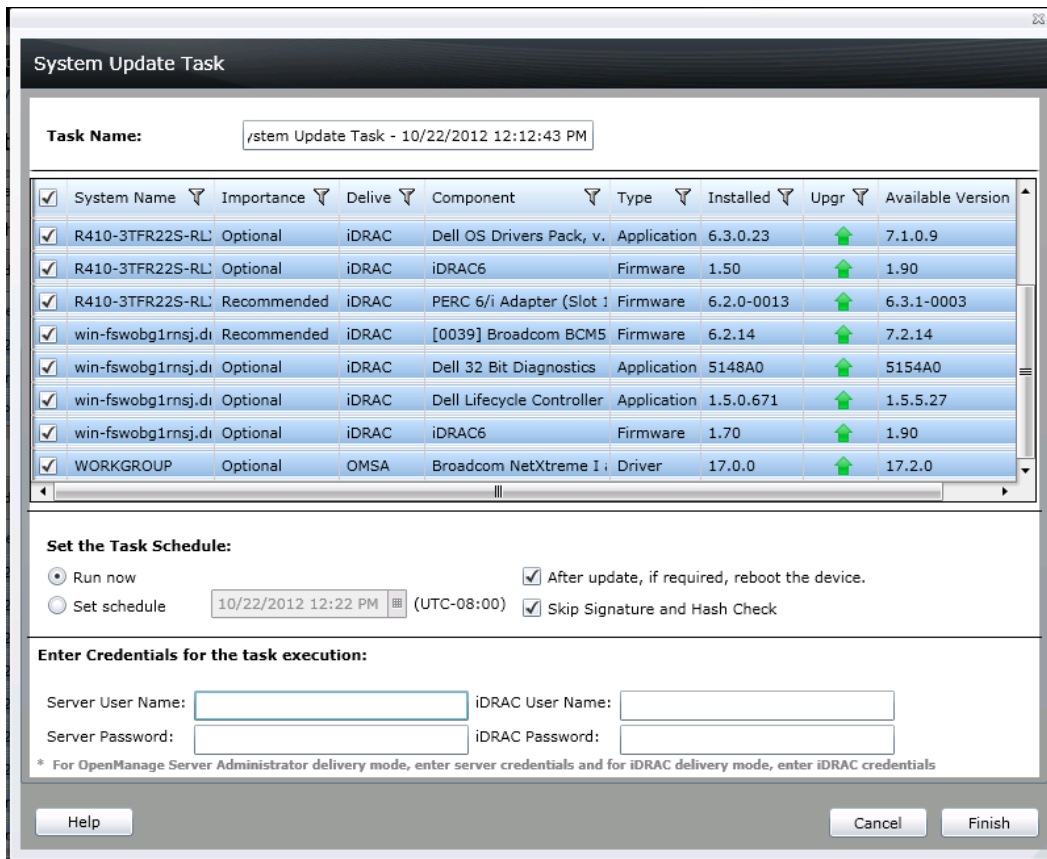 System Update Task
Task Name: ystem Update Task - 10/22/2012 12:12:43 PM
System Name Importance Delive Component Type Installed Upgr Available Version
R410-3TFR22S-RL Optional iDRAC Dell OS Drivers Pack, v. Application 6.3.0.23 7.1.0.9
R410-3TFR22S-RL Optional iDRAC iDRAC6 Firmware 1.50 1.90
R410-3TFR22S-RL Recommended iDRAC PERC 6/i Adapter (Slot 1 Firmware 6.2.0-0013 6.3.1-0003
win-fswobg1rnsj.d Recommended iDRAC [0039] Broadcom BCM5 Firmware 6.2.14 7.2.14
win-fswobg1rnsj.d Optional iDRAC Dell 32 Bit Diagnostics Application 5148A0 5154A0
win-fswobg1rnsj.d Optional iDRAC Dell Lifecycle Controller Application 1.5.0.671 1.5.5.27
win-fswobg1rnsj.d Optional iDRAC iDRAC6 Firmware 1.70 1.90
WORKGROUP Optional OMSA Broadcom NetXtreme I Driver 17.0.0 17.2.0
Set the Task Schedule:
Run now After update, if required, reboot the device.
Set schedule 10/22/2012 12:22 PM (UTC-08:00) Skip Signature and Hash Check
Enter Credentials for the task execution:
Server User Name: iDRAC User Name:
Server Password: iDRAC Password:
* For OpenManage Server Administrator delivery mode, enter server credentials and for iDRAC delivery mode, enter iDRAC credentials
Help Cancel Finish